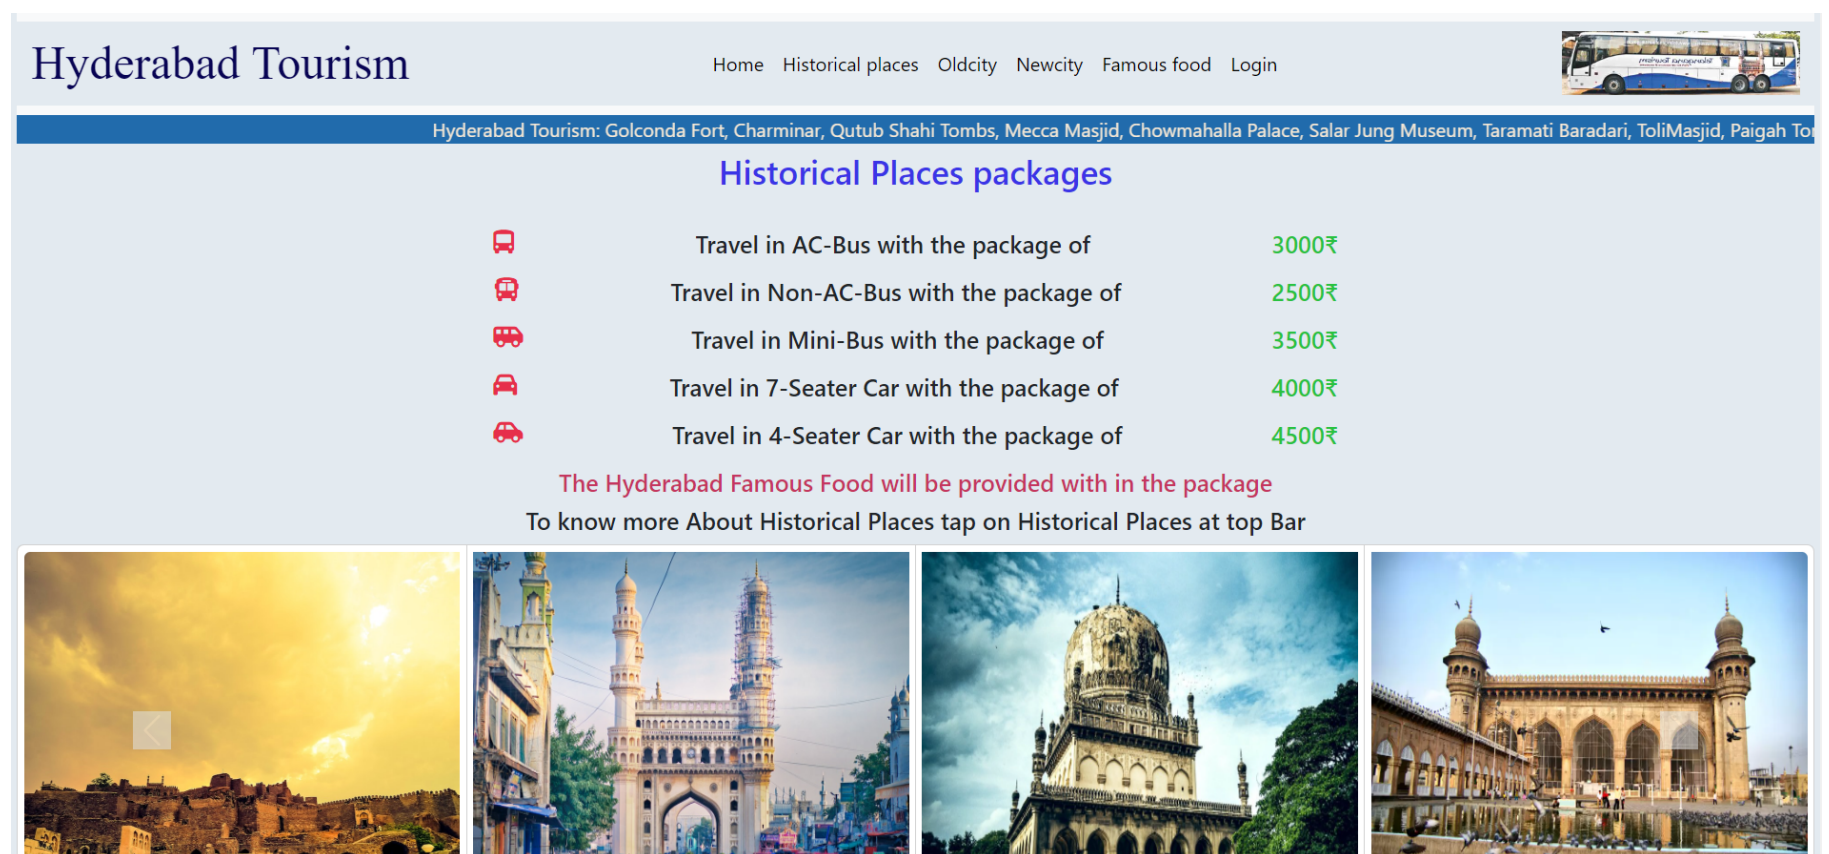 Hyderabad Tourism
Home Historical places Oldcity Newcity Famous food Login
Hyderabad Tourism: Golconda Fort, Charminar, Qutub Shahi Tombs, Mecca Masjid, Chowmahalla Palace, Salar Jung Museum, Taramati Baradari, ToliMasjid, Paigah
Historical Places packages
Travel in AC-Bus with the package of 3000₹
Travel in Non-AC-Bus with the package of 2500₹
Travel in Mini-Bus with the package of 3500₹
Travel in 7-Seater Car with the package of 4000₹
Travel in 4-Seater Car with the package of 4500₹
The Hyderabad Famous Food will be provided with in the package
To know more About Historical Places tap on Historical Places at top Bar